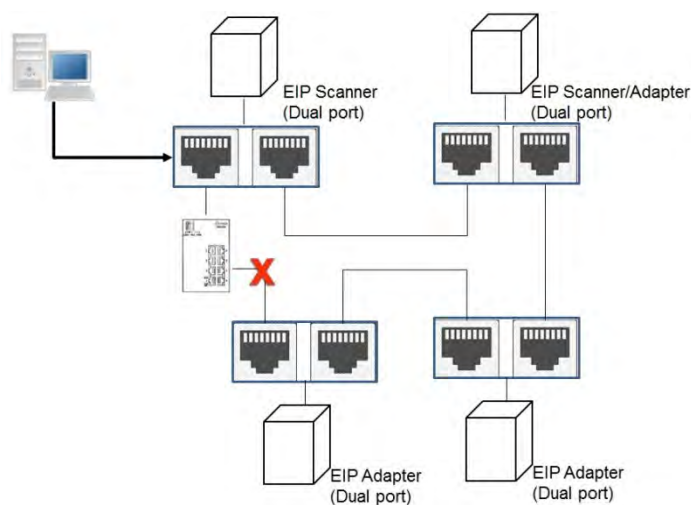 EIP Scanner
(Dual port)
EIP Scanner/Adapter
(Dual port)
X
EIP Adapter
(Dual port)
EIP Adapter
(Dual port)